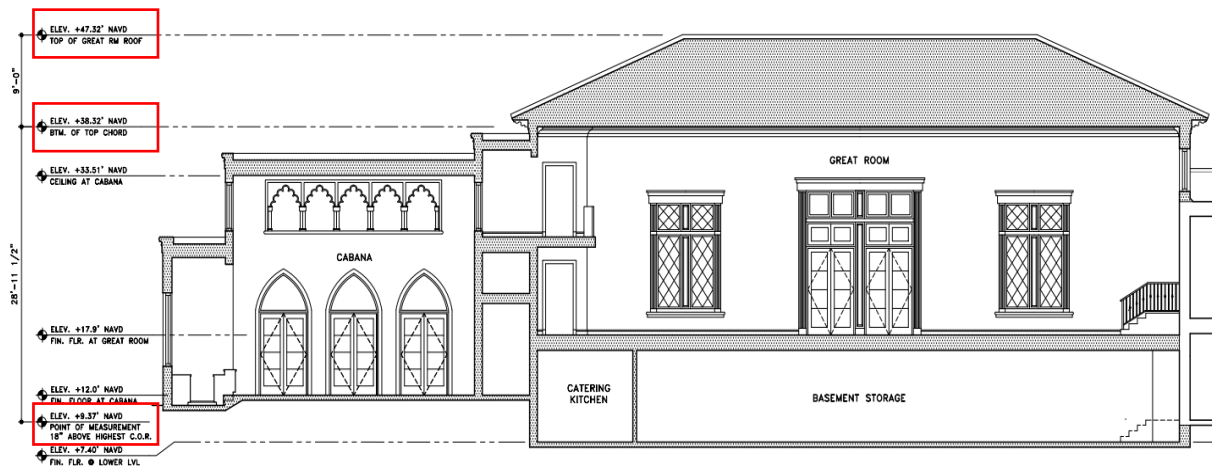 ELEV. +47.32' NAVD
TOP OF GREAT RM ROOF
9'-0"
ELEV. +38.32' NAVD
BTM. OF TOP CHORD
ELEV. +33.51' NAVD
CEILING AT CABANA
28'-11 1/2"
ELEV. +17.9' NAVD
FIN. FLR. AT GREAT ROOM
ELEV. +12.0' NAVD
FIN. FLOOR AT CABANA
ELEV. +9.37' NAVD
POINT OF MEASUREMENT
18" ABOVE HIGHEST C.O.R.
ELEV. +7.40' NAVD
FIN. FLR. @ LOWER LVL
CABANA
GREAT ROOM
CATERING
KITCHEN
BASEMENT STORAGE